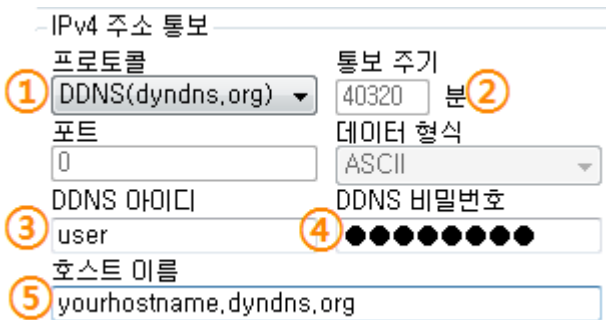 IPv4 주소 통보
프로토콜 통보 주기
① DDNS(dyndns.org) 40320 분 ②
포트 데이터 형식
0 ASCII
DDNS 아이디 DDNS 비밀번호
③ user ④ ●●●●●●●●
호스트 이름
⑤ yourhostname.dyndns.org